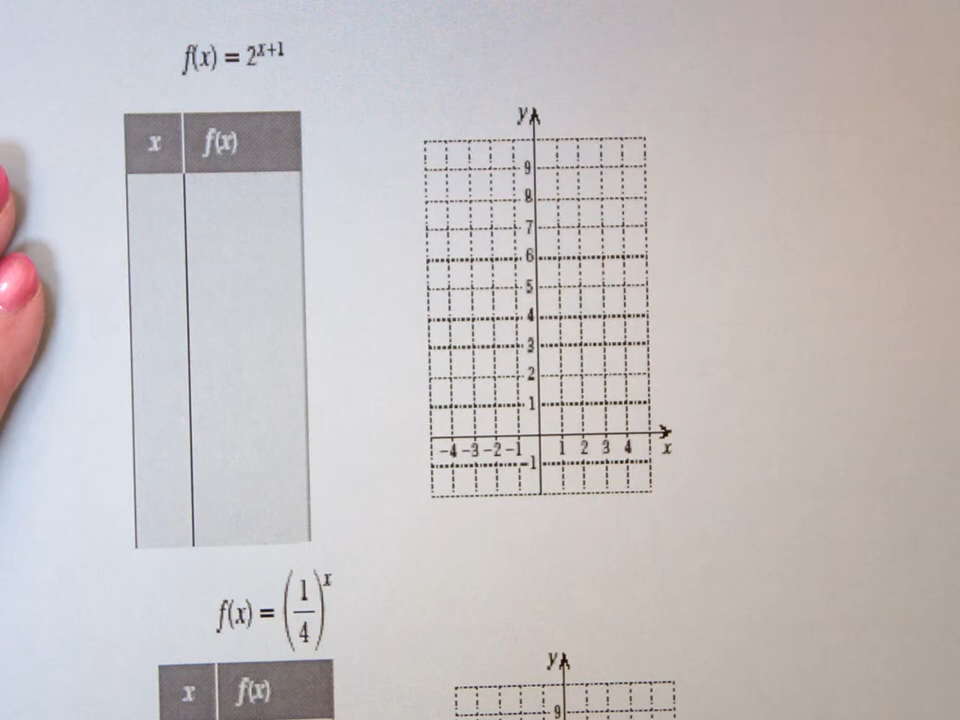 f(x) = 2^{x+1}
x f(x)
y
9
8
7
6
5
4
3
2
1
-4 -3 -2 -1 1 2 3 4 x
-1
f(x) = (1/4)^x
x f(x)
y
9